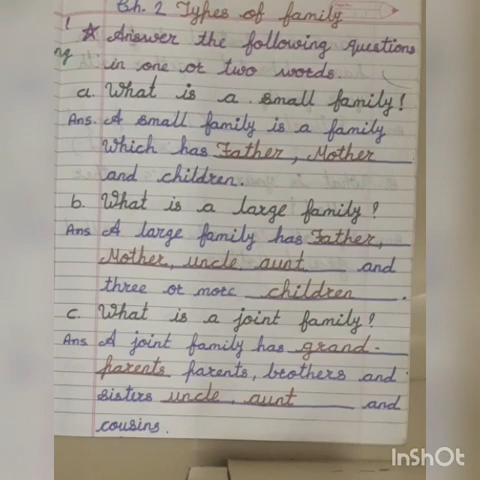 Ch. 2 Types of family
1
☆ Answer the following questions
in one or two words.
a. What is a small family!
Ans. A small family is a family
which has Father, Mother
and children.
b. What is a large family?
Ans A large family has Father,
Mother, uncle, aunt and
three or more children.
c. What is a joint family?
Ans A joint family has grand-
parents parents, brothers and
sisters uncle, aunt and
cousins.
InShOt